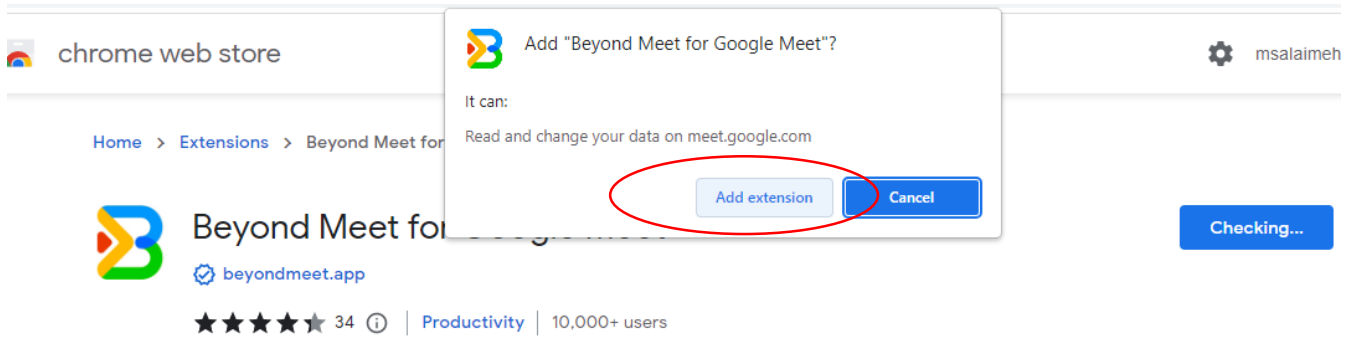 chrome web store
Add "Beyond Meet for Google Meet"?
msalaimeh
It can:
Read and change your data on meet.google.com
Home > Extensions > Beyond Meet for
Add extension
Cancel
Beyond Meet for Google Meet
Checking...
beyondmeet.app
34 | Productivity | 10,000+ users